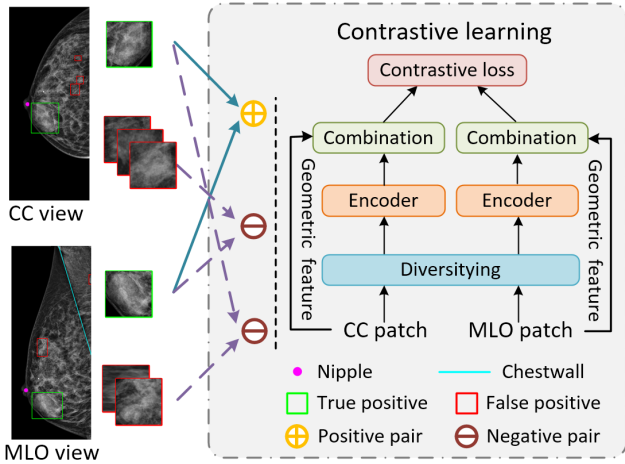 Contrastive learning
Contrastive loss
Combination
Combination
Geometric feature
Geometric feature
Encoder
Encoder
Diversitying
CC patch
MLO patch
CC view
MLO view
Nipple
Chestwall
True positive
False positive
Positive pair
Negative pair